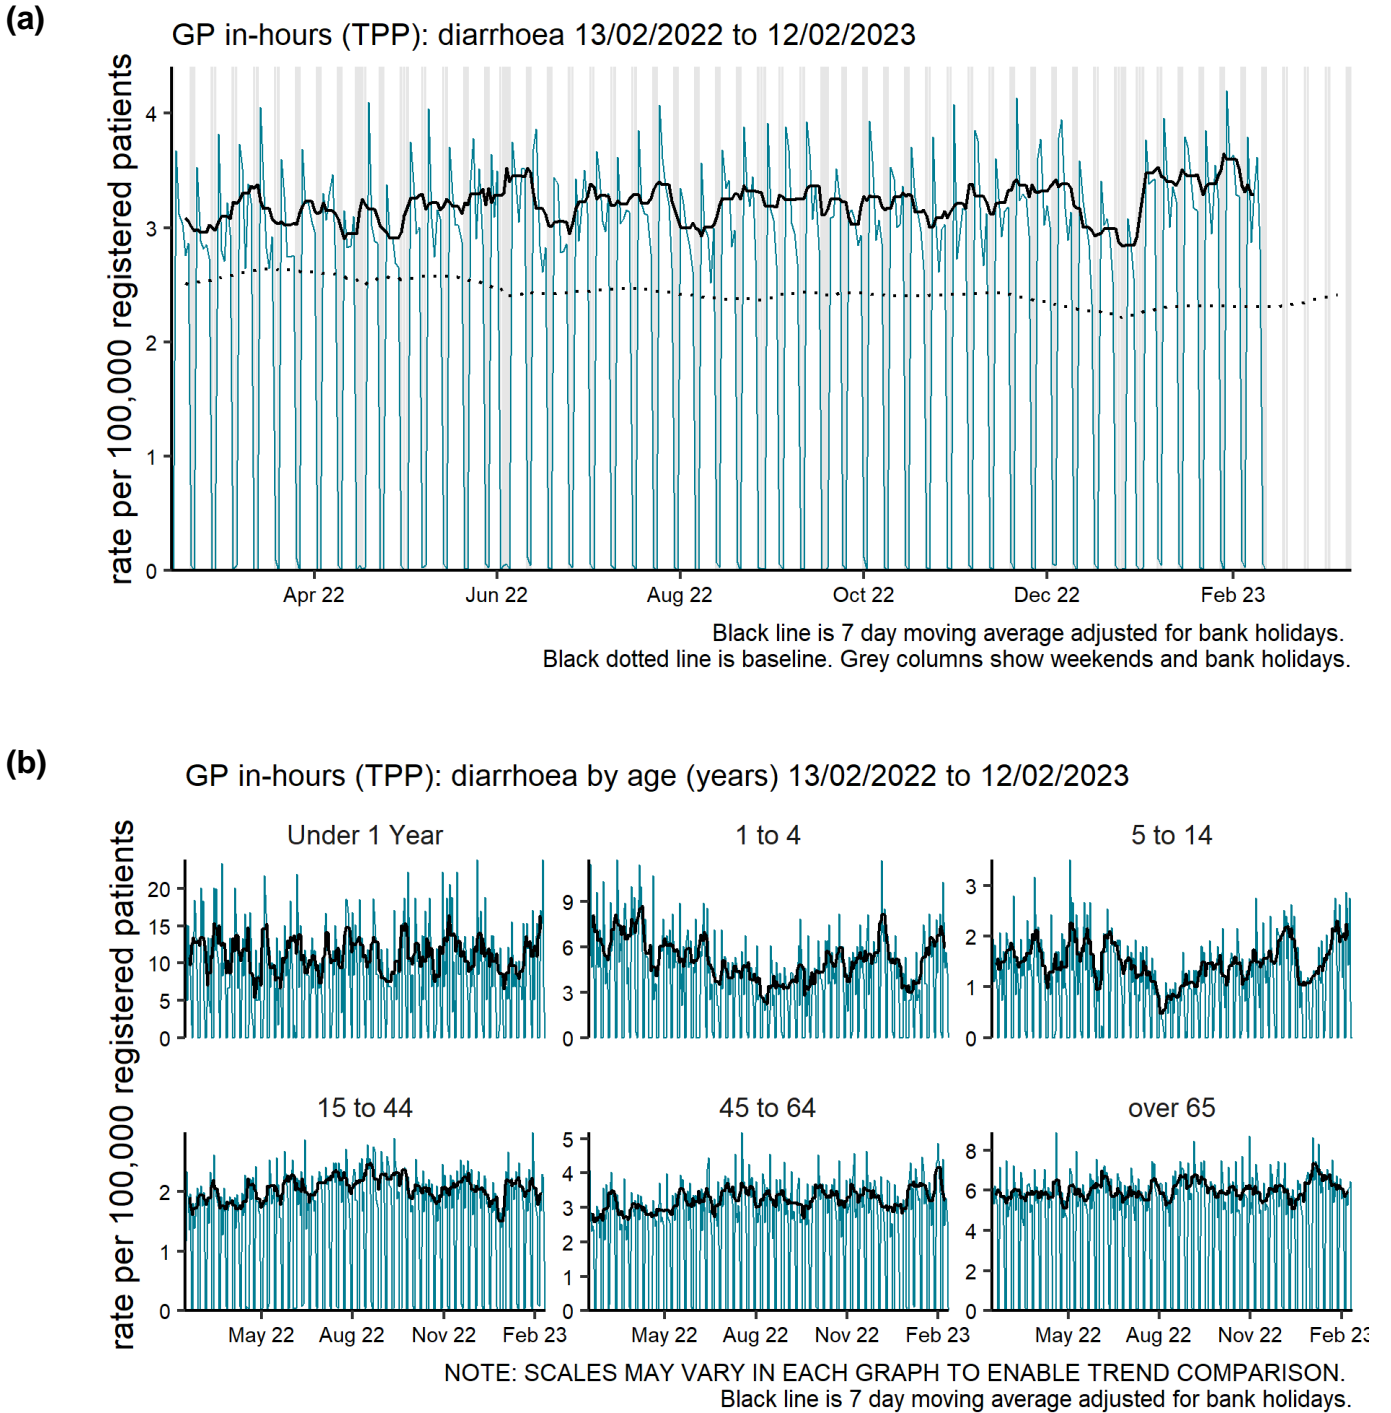 (a)
GP in-hours (TPP): diarrhoea 13/02/2022 to 12/02/2023
rate per 100,000 registered patients
4
3
2
1
0
Apr 22
Jun 22
Aug 22
Oct 22
Dec 22
Feb 23
Black line is 7 day moving average adjusted for bank holidays.
Black dotted line is baseline. Grey columns show weekends and bank holidays.
(b)
GP in-hours (TPP): diarrhoea by age (years) 13/02/2022 to 12/02/2023
rate per 100,000 registered patients
Under 1 Year
20
15
10
5
0
1 to 4
9
6
3
0
5 to 14
3
2
1
0
15 to 44
2
1
0
May 22
Aug 22
Nov 22
Feb 23
45 to 64
5
4
3
2
1
0
May 22
Aug 22
Nov 22
Feb 23
over 65
8
6
4
2
0
May 22
Aug 22
Nov 22
Feb 23
NOTE: SCALES MAY VARY IN EACH GRAPH TO ENABLE TREND COMPARISON.
Black line is 7 day moving average adjusted for bank holidays.